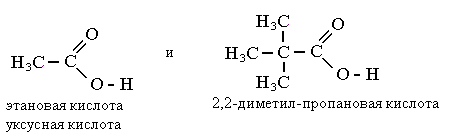 O
H₃C — C
O - H
этановая кислота
уксусная кислота
и
H₃C
H₃C — C — C
H₃C
O
O - H
2,2-диметил-пропановая кислота